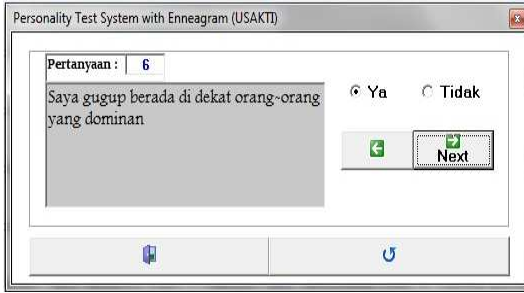 Personality Test System with Enneagram (USAKTI)
Pertanyaan : 6
Saya gugup berada di dekat orang-orang
yang dominan
Ya
Tidak
Next